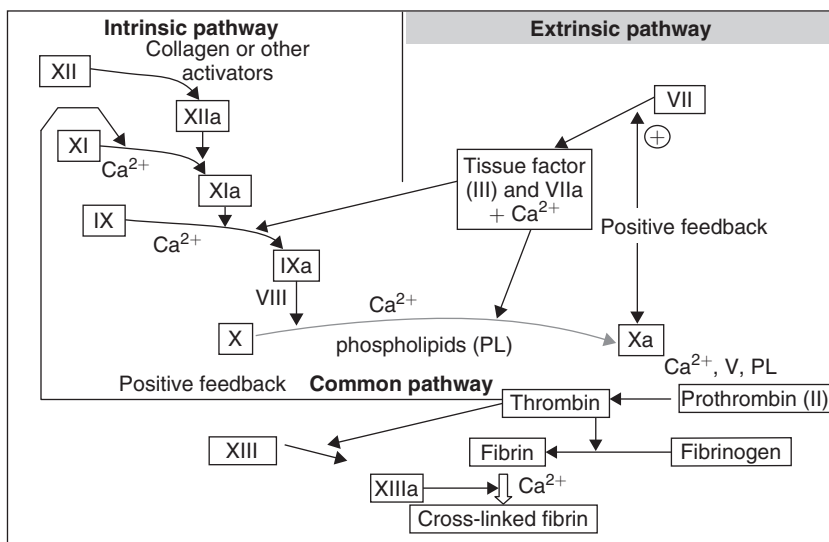 Intrinsic pathway
Extrinsic pathway
Collagen or other
activators
XII
XIIa
VII
+
XI
Ca²⁺
XIa
Tissue factor
(III) and VIIa
+ Ca²⁺
IX
Ca²⁺
Positive feedback
IXa
VIII
Ca²⁺
X
Xa
phospholipids (PL)
Ca²⁺, V, PL
Positive feedback
Common pathway
Thrombin
Prothrombin (II)
XIII
Fibrin
Fibrinogen
XIIIa
Ca²⁺
Cross-linked fibrin